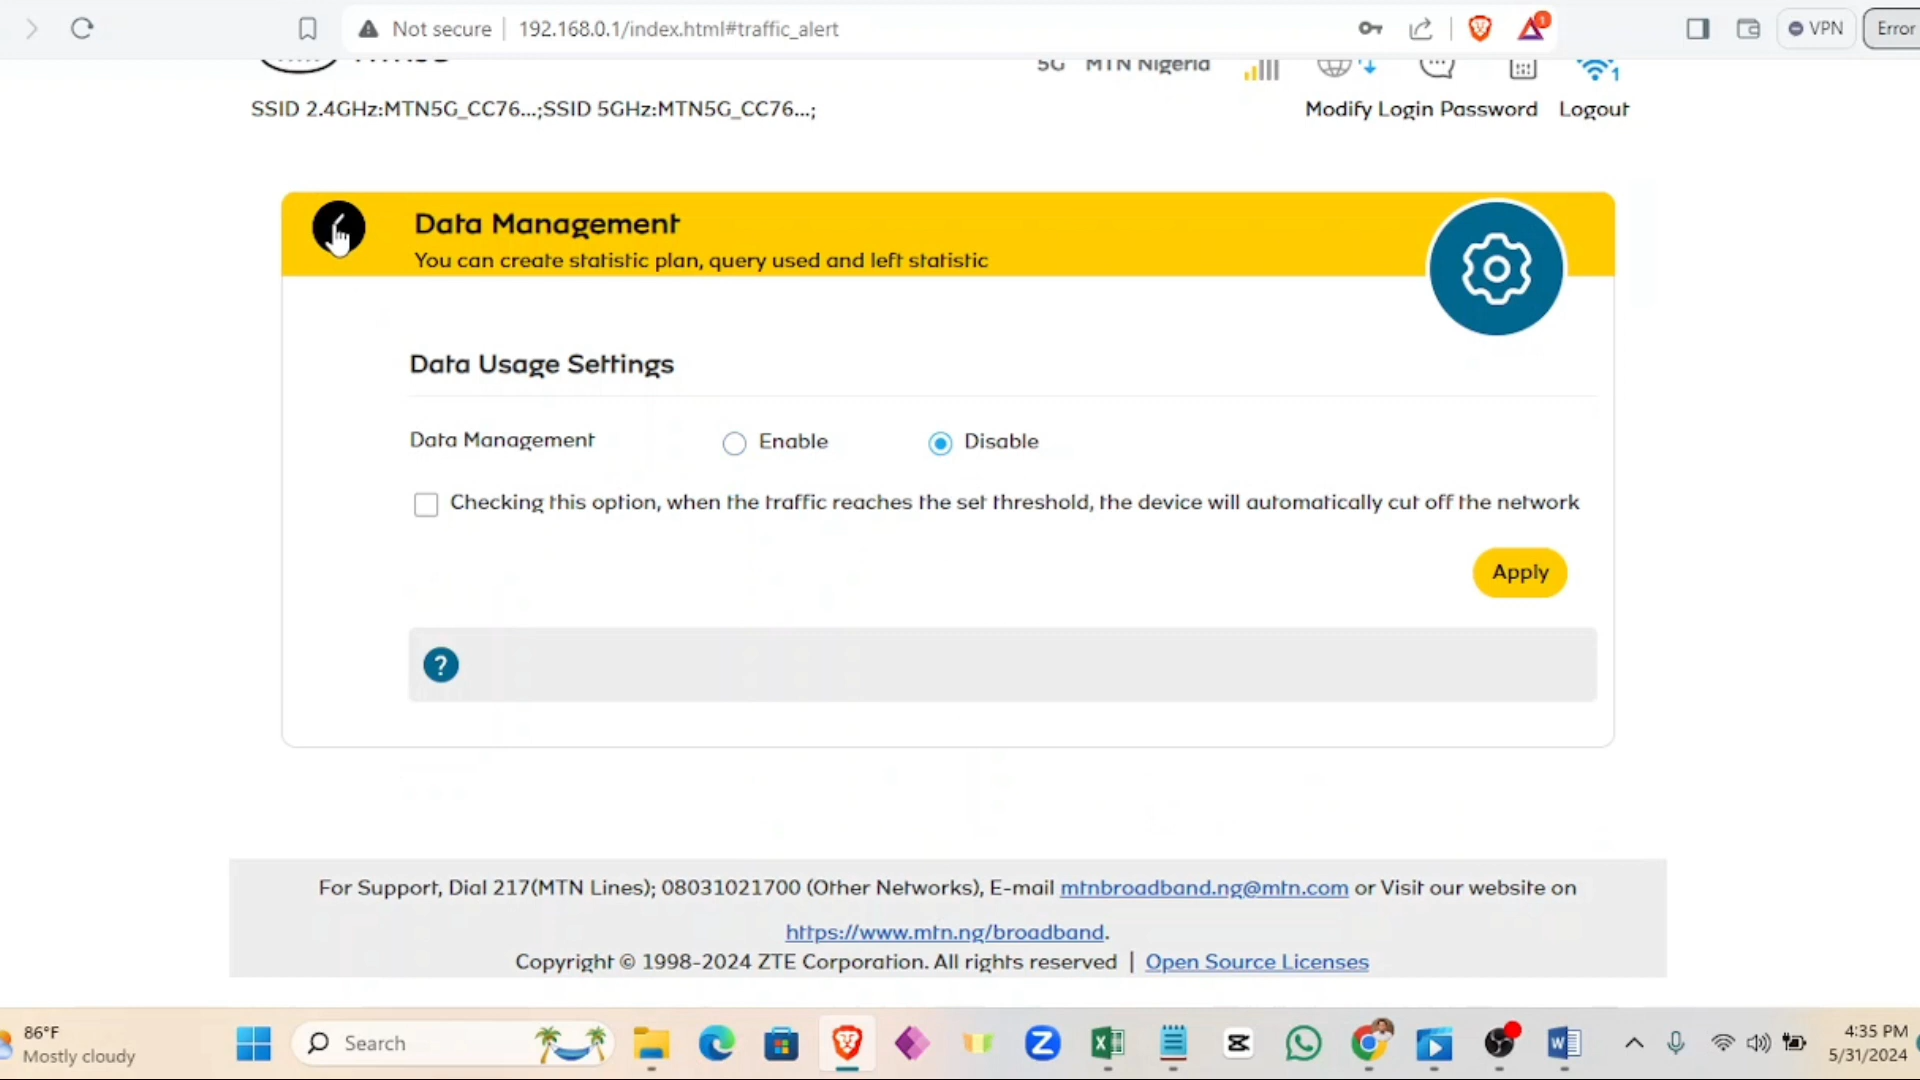 Not secure
192.168.0.1/index.html#traffic_alert
1
VPN
Error
5G MTN Nigeria
1
SSID 2.4GHz:MTN5G_CC76...;SSID 5GHz:MTN5G_CC76...;
Modify Login Password
Logout
Data Management
You can create statistic plan, query used and left statistic
Data Usage Settings
Data Management
Enable
Disable
Checking this option, when the traffic reaches the set threshold, the device will automatically cut off the network
Apply
?
For Support, Dial 217(MTN Lines); 08031021700 (Other Networks), E-mail mtnbroadband.ng@mtn.com or Visit our website on
https://www.mtn.ng/broadband.
Copyright © 1998-2024 ZTE Corporation. All rights reserved | Open Source Licenses
86°F
Mostly cloudy
Search
4:35 PM
5/31/2024